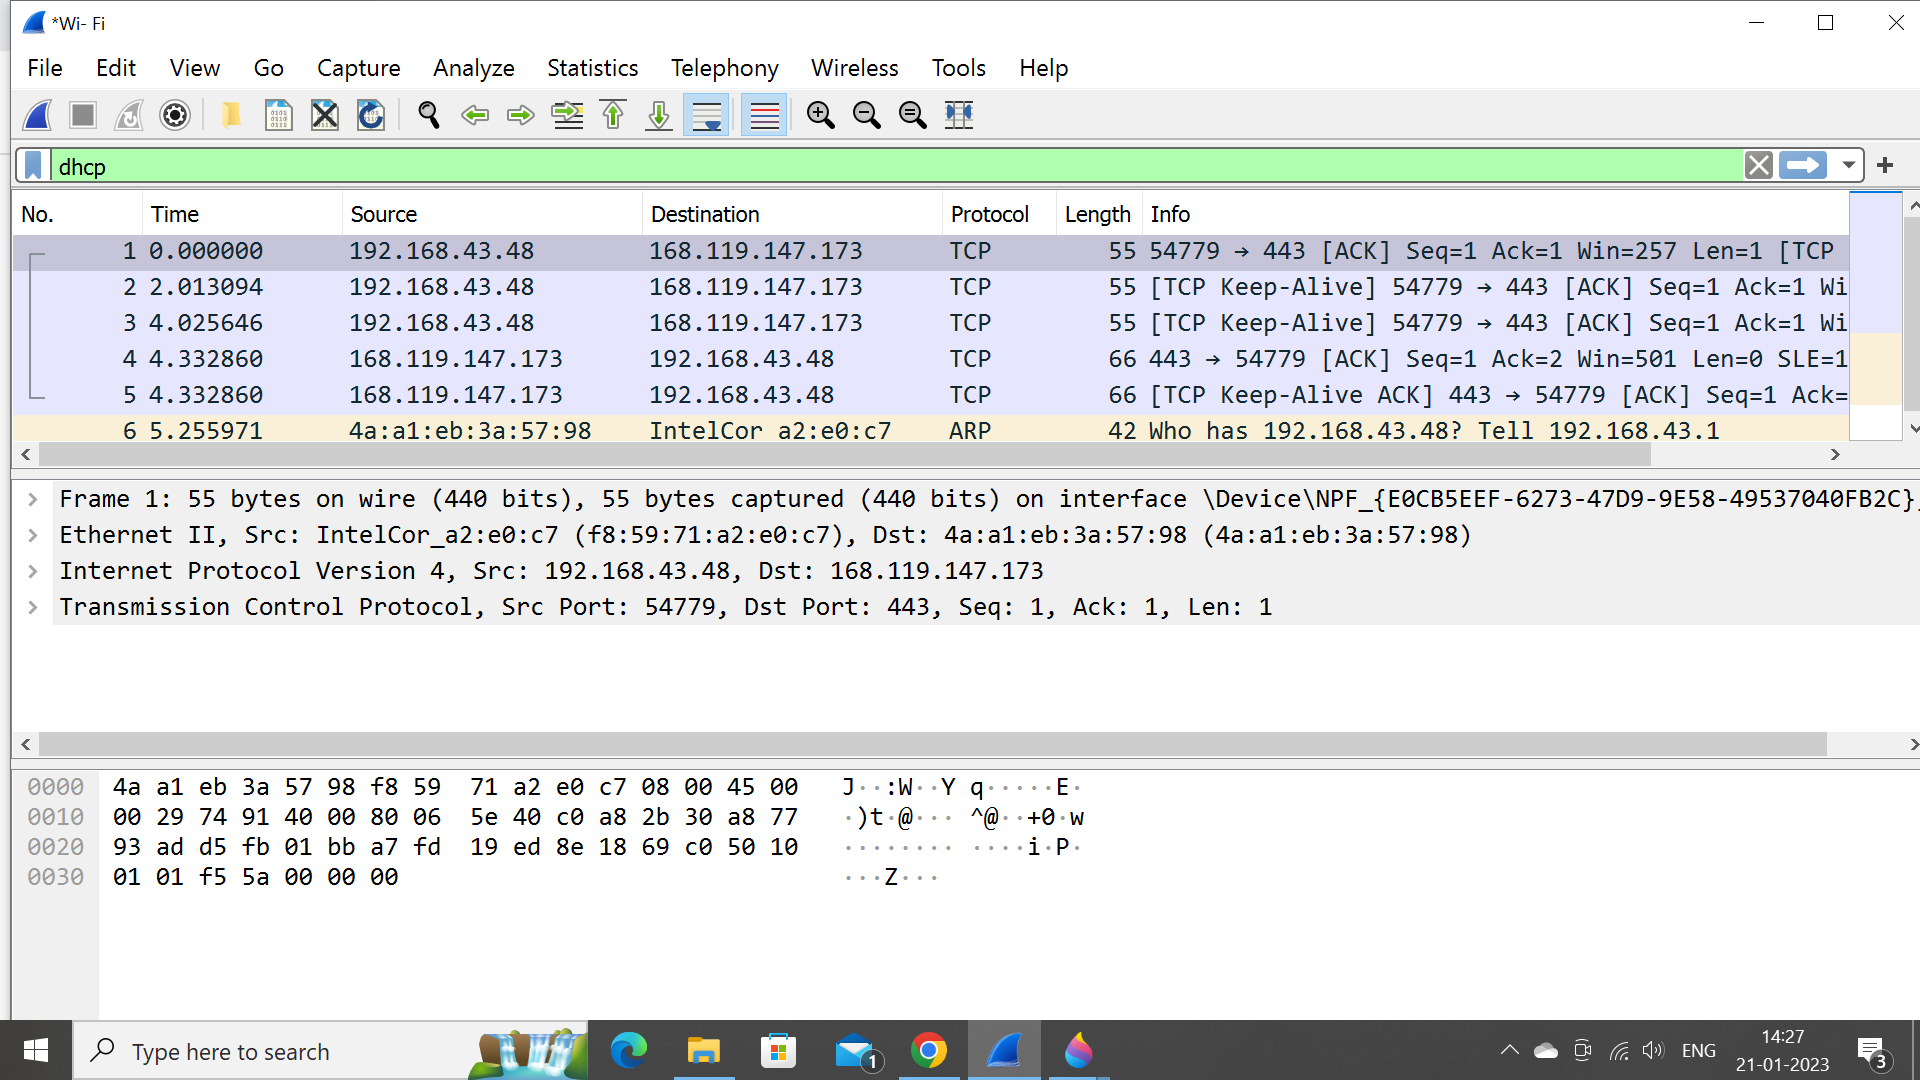 *Wi- Fi
File Edit View Go Capture Analyze Statistics Telephony Wireless Tools Help
dhcp
No. Time Source Destination Protocol Length Info
1 0.000000 192.168.43.48 168.119.147.173 TCP 55 54779 → 443 [ACK] Seq=1 Ack=1 Win=257 Len=1 [TCP
2 2.013094 192.168.43.48 168.119.147.173 TCP 55 [TCP Keep-Alive] 54779 → 443 [ACK] Seq=1 Ack=1 Wi
3 4.025646 192.168.43.48 168.119.147.173 TCP 55 [TCP Keep-Alive] 54779 → 443 [ACK] Seq=1 Ack=1 Wi
4 4.332860 168.119.147.173 192.168.43.48 TCP 66 443 → 54779 [ACK] Seq=1 Ack=2 Win=501 Len=0 SLE=1
5 4.332860 168.119.147.173 192.168.43.48 TCP 66 [TCP Keep-Alive ACK] 443 → 54779 [ACK] Seq=1 Ack=
6 5.255971 4a:a1:eb:3a:57:98 IntelCor a2:e0:c7 ARP 42 Who has 192.168.43.48? Tell 192.168.43.1
Frame 1: 55 bytes on wire (440 bits), 55 bytes captured (440 bits) on interface \Device\NPF_{E0CB5EEF-6273-47D9-9E58-49537040FB2C}
Ethernet II, Src: IntelCor_a2:e0:c7 (f8:59:71:a2:e0:c7), Dst: 4a:a1:eb:3a:57:98 (4a:a1:eb:3a:57:98)
Internet Protocol Version 4, Src: 192.168.43.48, Dst: 168.119.147.173
Transmission Control Protocol, Src Port: 54779, Dst Port: 443, Seq: 1, Ack: 1, Len: 1
0000 4a a1 eb 3a 57 98 f8 59 71 a2 e0 c7 08 00 45 00 J··:W··Y q·····E·
0010 00 29 74 91 40 00 80 06 5e 40 c0 a8 2b 30 a8 77 ·)t·@··· ^@··+0·w
0020 93 ad d5 fb 01 bb a7 fd 19 ed 8e 18 69 c0 50 10 ········ ····i·P·
0030 01 01 f5 5a 00 00 00 ···Z···
Type here to search
1
ENG
14:27
21-01-2023
3